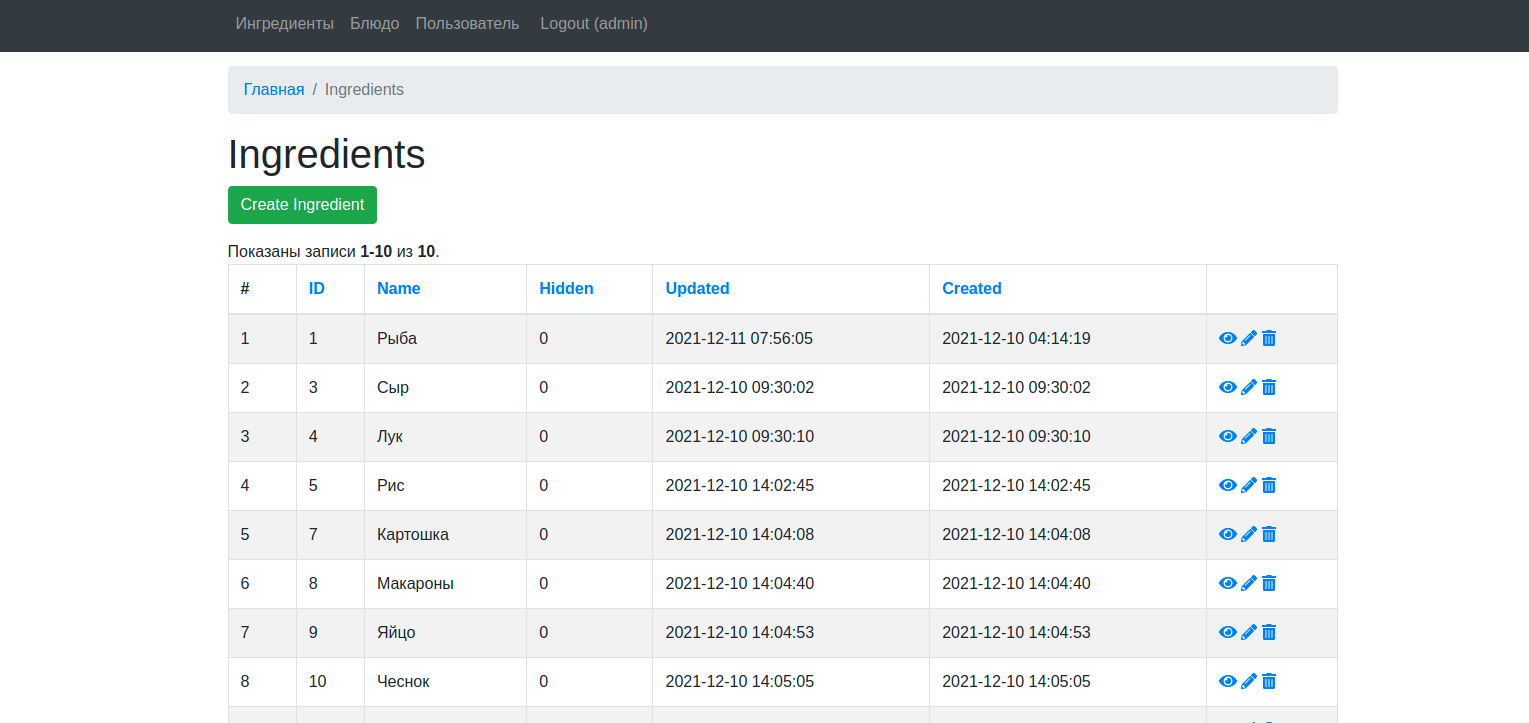 Ингредиенты Блюдо Пользователь Logout (admin)
Главная / Ingredients
Ingredients
Create Ingredient
Показаны записи 1-10 из 10.
# ID Name Hidden Updated Created
1 1 Рыба 0 2021-12-11 07:56:05 2021-12-10 04:14:19
2 3 Сыр 0 2021-12-10 09:30:02 2021-12-10 09:30:02
3 4 Лук 0 2021-12-10 09:30:10 2021-12-10 09:30:10
4 5 Рис 0 2021-12-10 14:02:45 2021-12-10 14:02:45
5 7 Картошка 0 2021-12-10 14:04:08 2021-12-10 14:04:08
6 8 Макароны 0 2021-12-10 14:04:40 2021-12-10 14:04:40
7 9 Яйцо 0 2021-12-10 14:04:53 2021-12-10 14:04:53
8 10 Чеснок 0 2021-12-10 14:05:05 2021-12-10 14:05:05